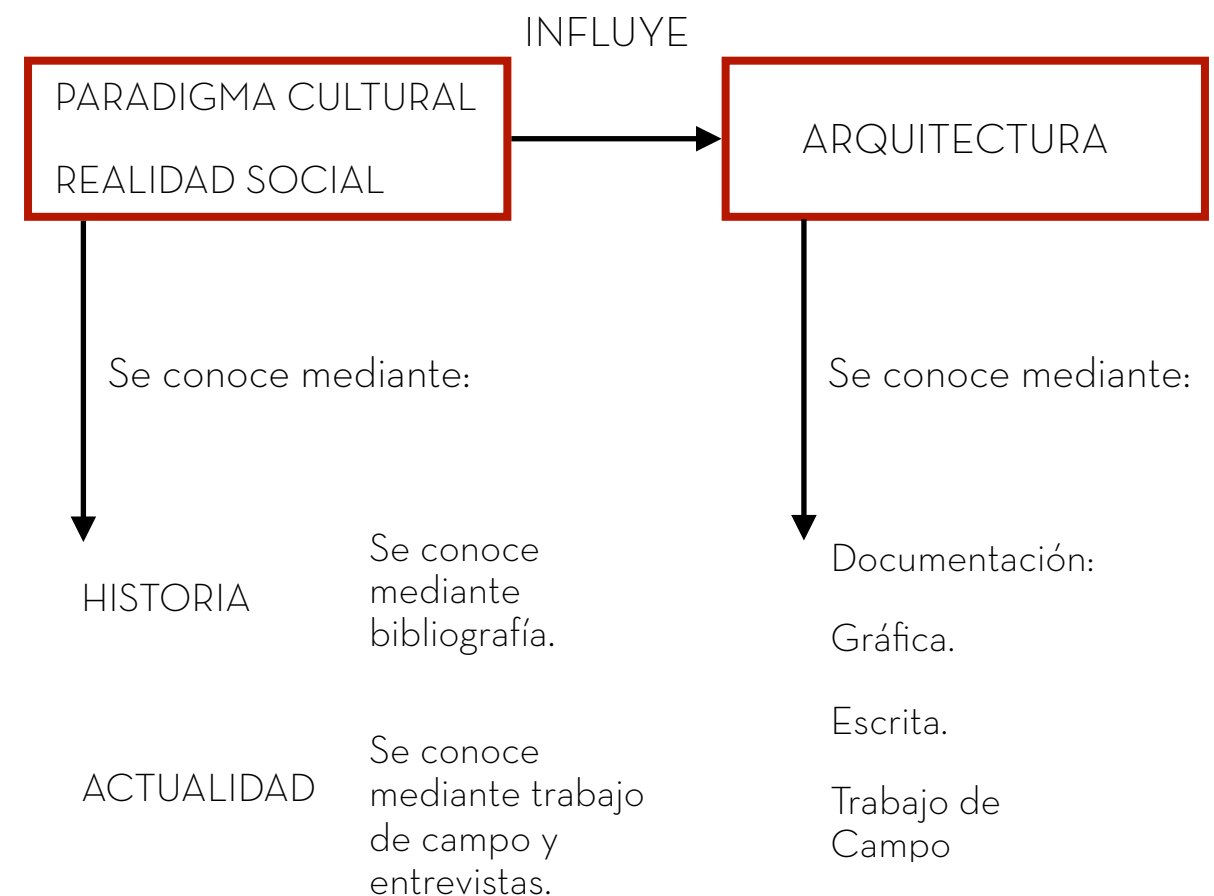 INFLUYE
PARADIGMA CULTURAL
REALIDAD SOCIAL
ARQUITECTURA
Se conoce mediante:
HISTORIA
Se conoce
mediante
bibliografía.
ACTUALIDAD
Se conoce
mediante trabajo
de campo y
entrevistas.
Se conoce mediante:
Documentación:
Gráfica.
Escrita.
Trabajo de
Campo